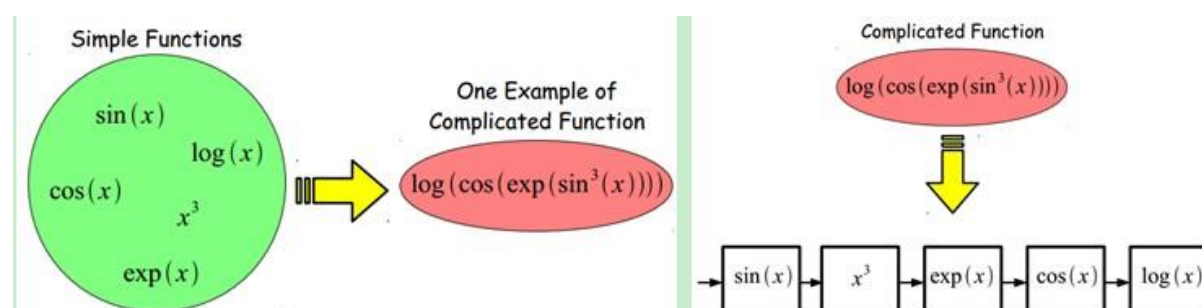 Simple Functions
sin(x)
log(x)
cos(x)
x³
exp(x)
One Example of
Complicated Function
log(cos(exp(sin³(x))))
Complicated Function
log(cos(exp(sin³(x))))
sin(x) x³ exp(x) cos(x) log(x)